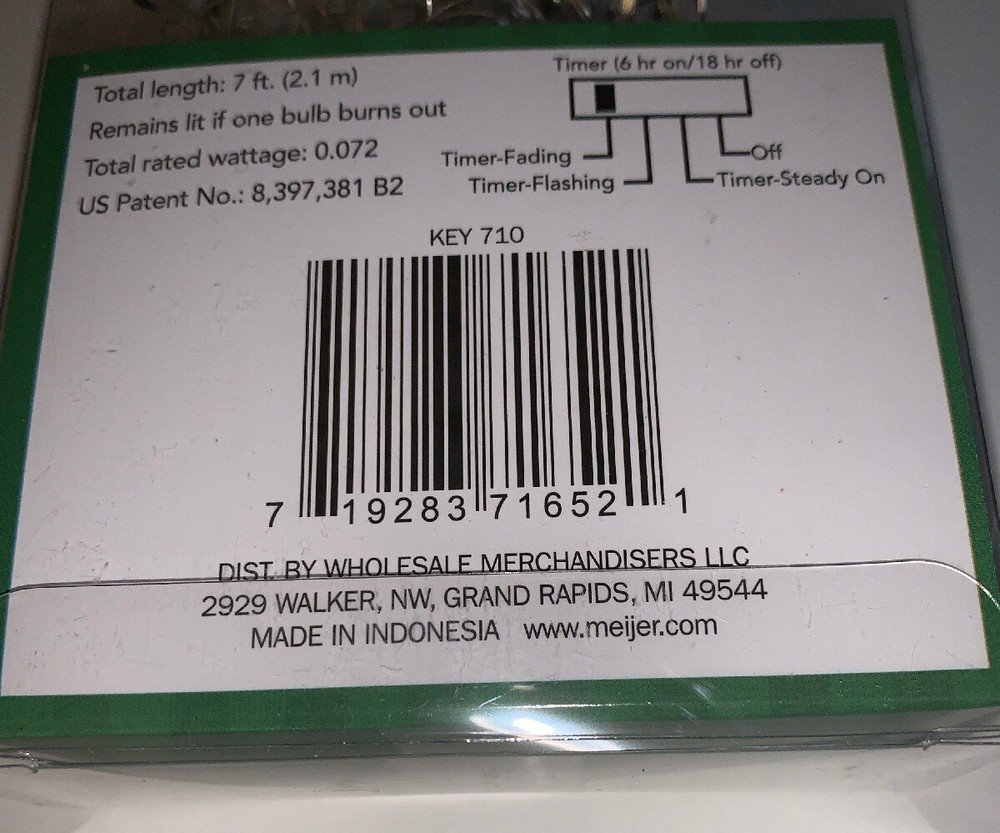 Total length: 7 ft. (2.1 m)
Remains lit if one bulb burns out
Total rated wattage: 0.072
US Patent No.: 8,397,381 B2
Timer (6 hr on/18 hr off)
Timer-Fading
Off
Timer-Flashing
Timer-Steady On
KEY 710
7 19283 71652 1
DIST. BY WHOLESALE MERCHANDISERS LLC
2929 WALKER, NW, GRAND RAPIDS, MI 49544
MADE IN INDONESIA www.meijer.com